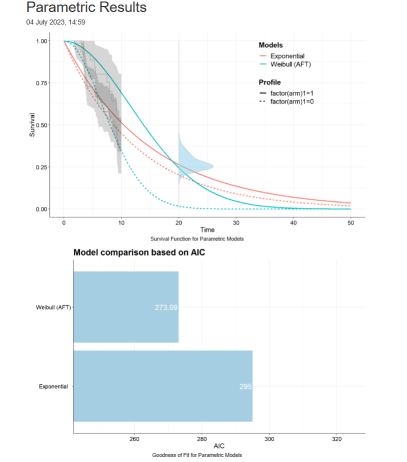 Parametric Results
04 July 2023, 14:59
1.00
0.75
0.50
0.25
0.00
Survival
Models
Exponential
Weibull (AFT)
Profile
factor(arm)1=1
factor(arm)1=0
0 10 20 30 40 50
Time
Survival Function for Parametric Models
Model comparison based on AIC
Weibull (AFT)
273.09
Exponential
295
260 280 300 320
AIC
Goodness of Fit for Parametric Models